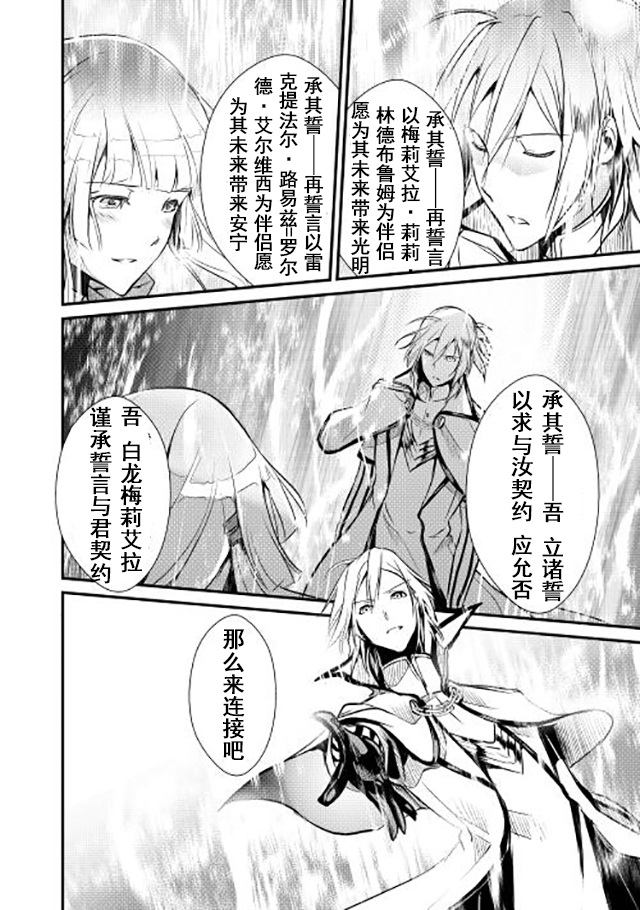 承其誓——再誓言
以梅莉艾拉·莉莉·
林德布鲁姆为伴侣
愿为其未来带来光明
承其誓——再誓言以雷
克提法尔·路易兹=罗尔
德·艾尔维西为伴侣愿
为其未来带来安宁
承其誓——吾 立诸誓
以求与汝契约 应允否
吾 白龙梅莉艾拉
谨承誓言与君契约
那么来连接吧